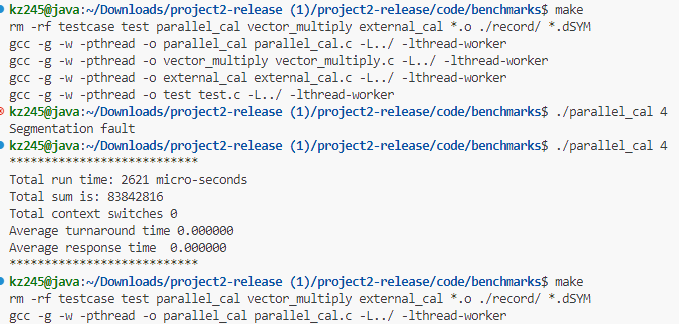 kz245@java:~/Downloads/project2-release (1)/project2-release/code/benchmarks$ make
rm -rf testcase test parallel_cal vector_multiply external_cal *.o ./record/ *.dSYM
gcc -g -w -pthread -o parallel_cal parallel_cal.c -L../ -lthread-worker
gcc -g -w -pthread -o vector_multiply vector_multiply.c -L../ -lthread-worker
gcc -g -w -pthread -o external_cal external_cal.c -L../ -lthread-worker
gcc -g -w -pthread -o test test.c -L../ -lthread-worker
kz245@java:~/Downloads/project2-release (1)/project2-release/code/benchmarks$ ./parallel_cal 4
Segmentation fault
kz245@java:~/Downloads/project2-release (1)/project2-release/code/benchmarks$ ./parallel_cal 4
***************************
Total run time: 2621 micro-seconds
Total sum is: 83842816
Total context switches 0
Average turnaround time 0.000000
Average response time  0.000000
***************************
kz245@java:~/Downloads/project2-release (1)/project2-release/code/benchmarks$ make
rm -rf testcase test parallel_cal vector_multiply external_cal *.o ./record/ *.dSYM
gcc -g -w -pthread -o parallel_cal parallel_cal.c -L../ -lthread-worker